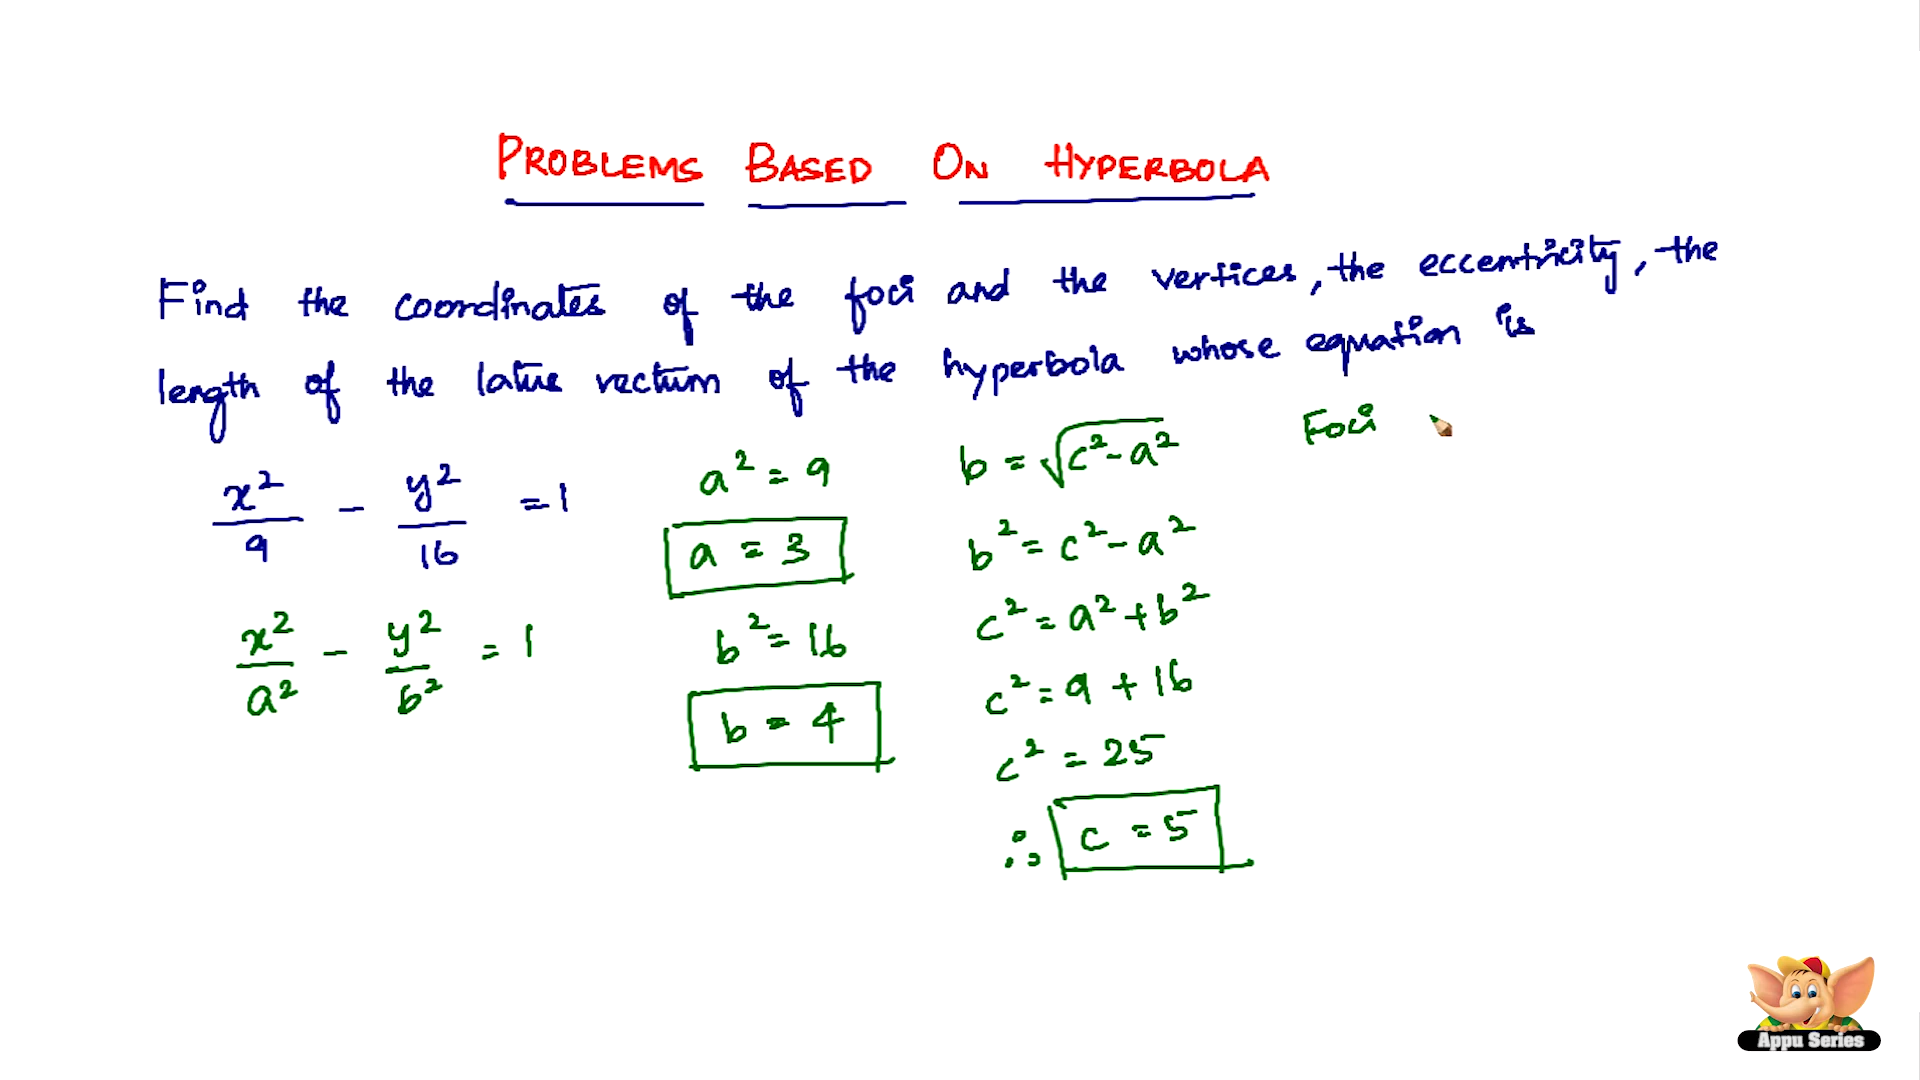 PROBLEMS BASED ON HYPERBOLA
Find the coordinates of the foci and the vertices, the eccentricity, the
length of the latus rectum of the hyperbola whose equation is
x²/9 - y²/16 = 1
x²/a² - y²/b² = 1
a² = 9
a = 3
b² = 16
b = 4
b = √(c² - a²)
b² = c² - a²
c² = a² + b²
c² = 9 + 16
c² = 25
∴ c = 5
Foci
Appu Series